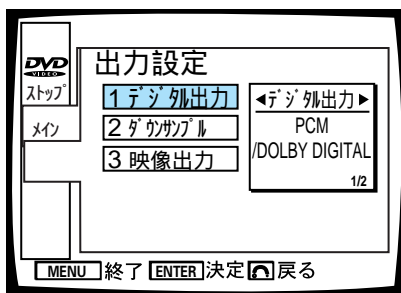 DVD
VIDEO
ストップ
メイン
出力設定
1 デジタル出力
2 ダウンサンプル
3 映像出力
◀デジタル出力▶
PCM
/DOLBY DIGITAL
1/2
MENU 終了 ENTER 決定 戻る